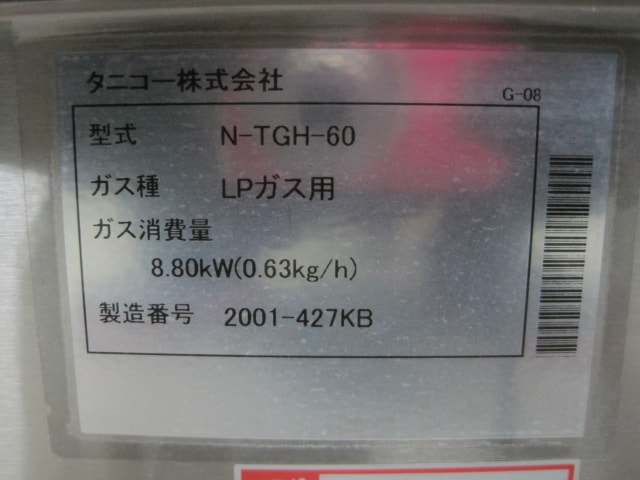 タニコー株式会社
G-08
型式 N-TGH-60
ガス種 LPガス用
ガス消費量
8.80kW(0.63kg/h)
製造番号 2001-427KB